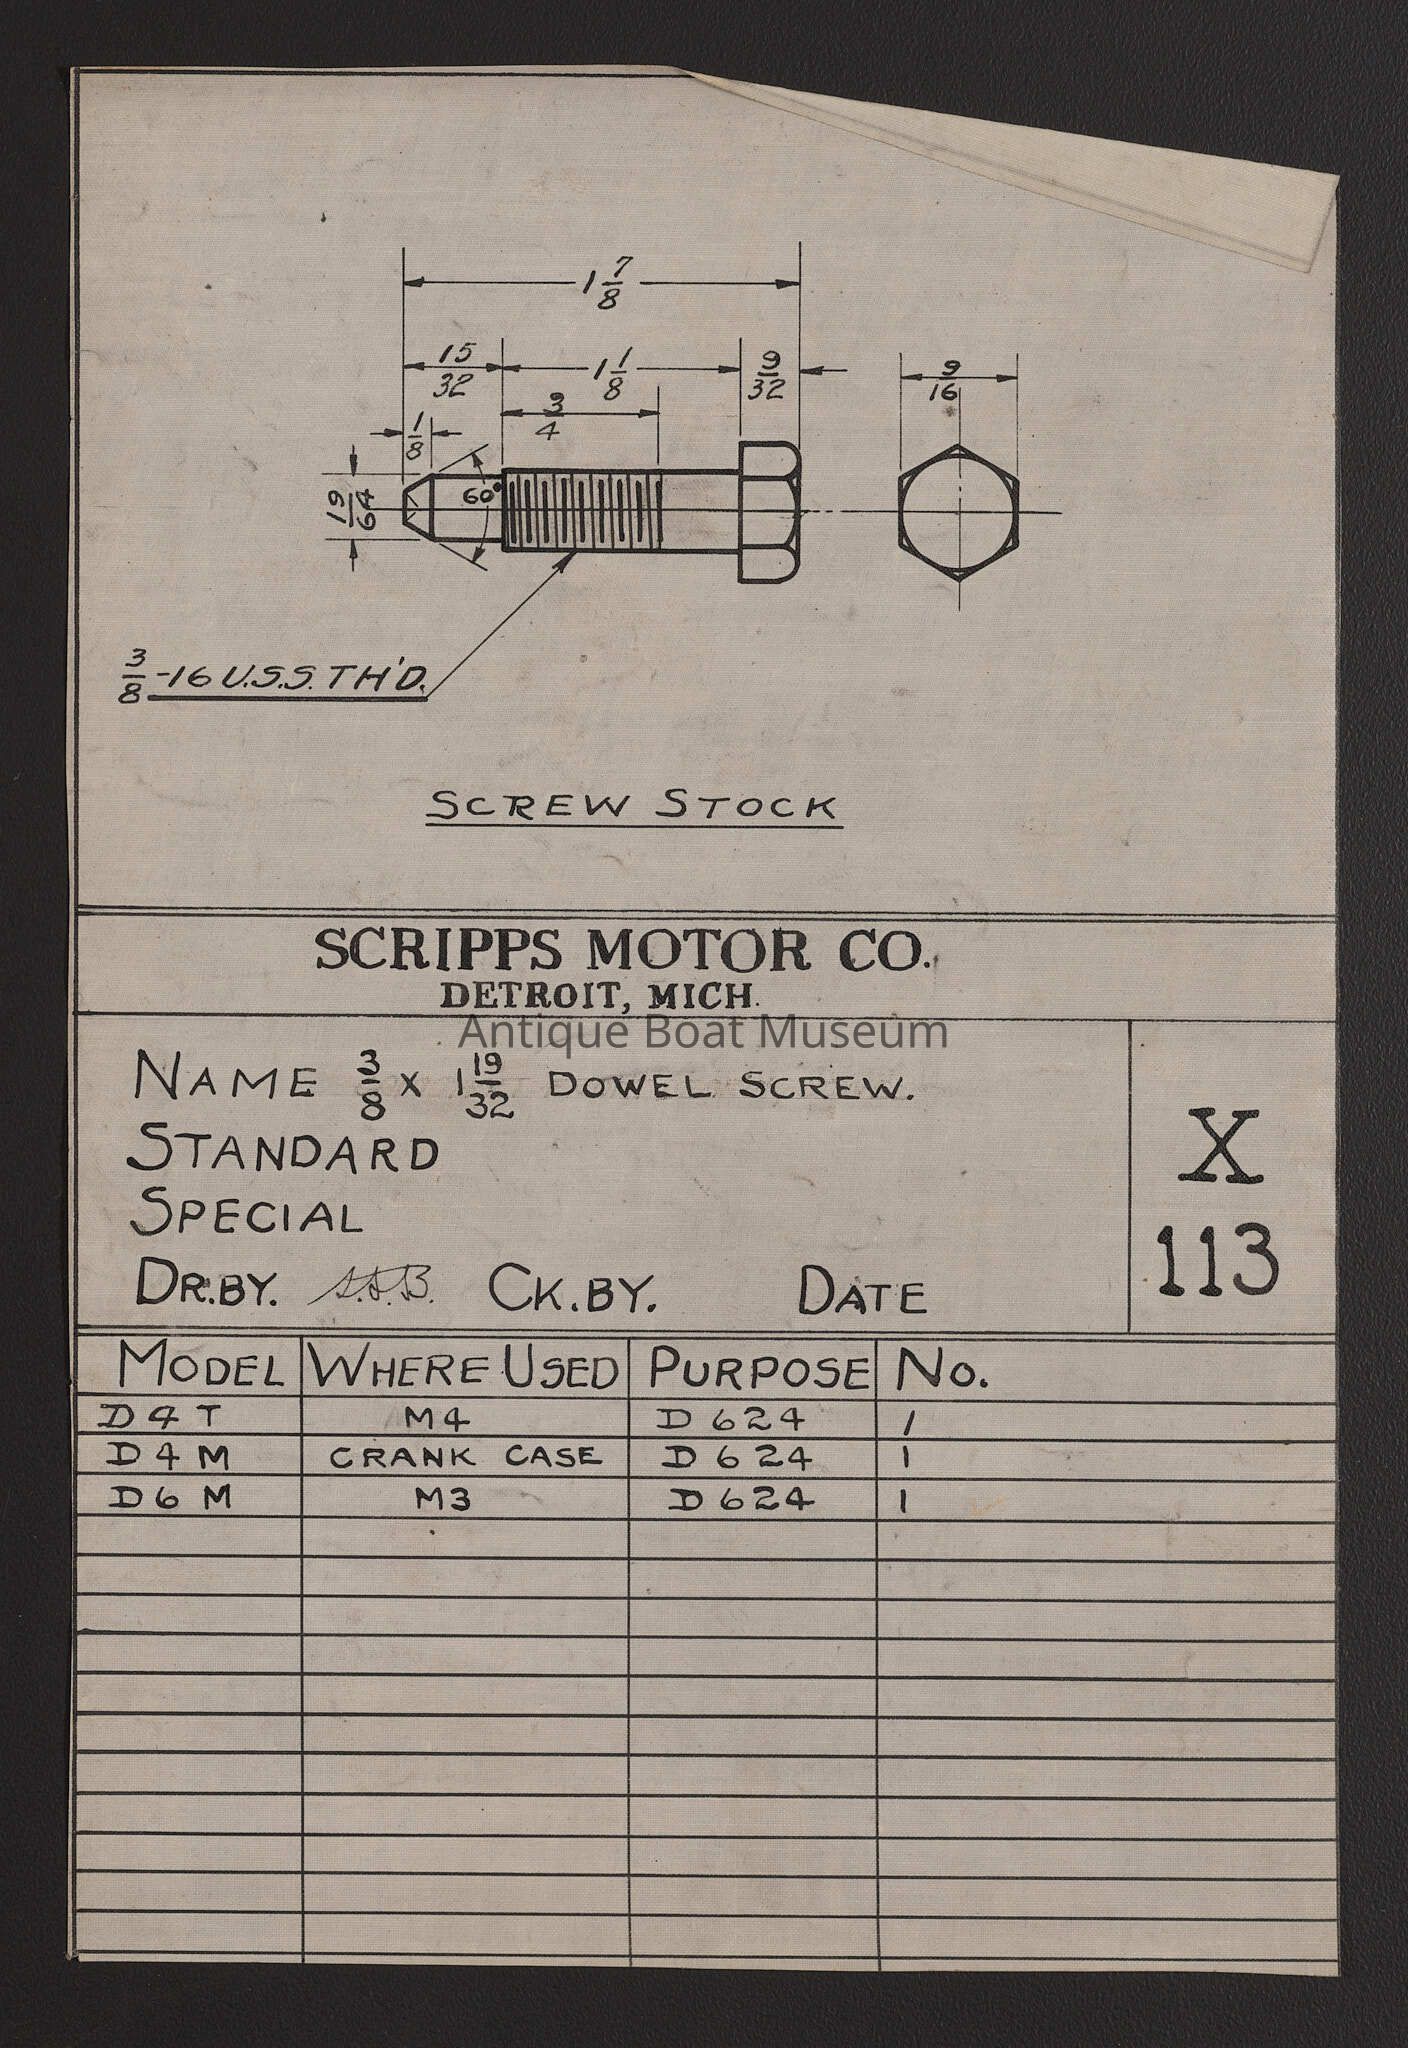 1 7/8
15/32 1 1/8 9/32 9/16
3/4
1/8
19/64 60°
3/8-16 U.S.S. TH'D.
SCREW STOCK
SCRIPPS MOTOR CO.
DETROIT, MICH.
Antique Boat Museum
NAME 3/8 X 1 19/32 DOWEL SCREW.
STANDARD
SPECIAL
X
113
DR.BY. CK.BY. DATE
MODEL WHERE USED PURPOSE NO.
D4T M4 D624 1
D4M CRANK CASE D624 1
D6M M3 D624 1